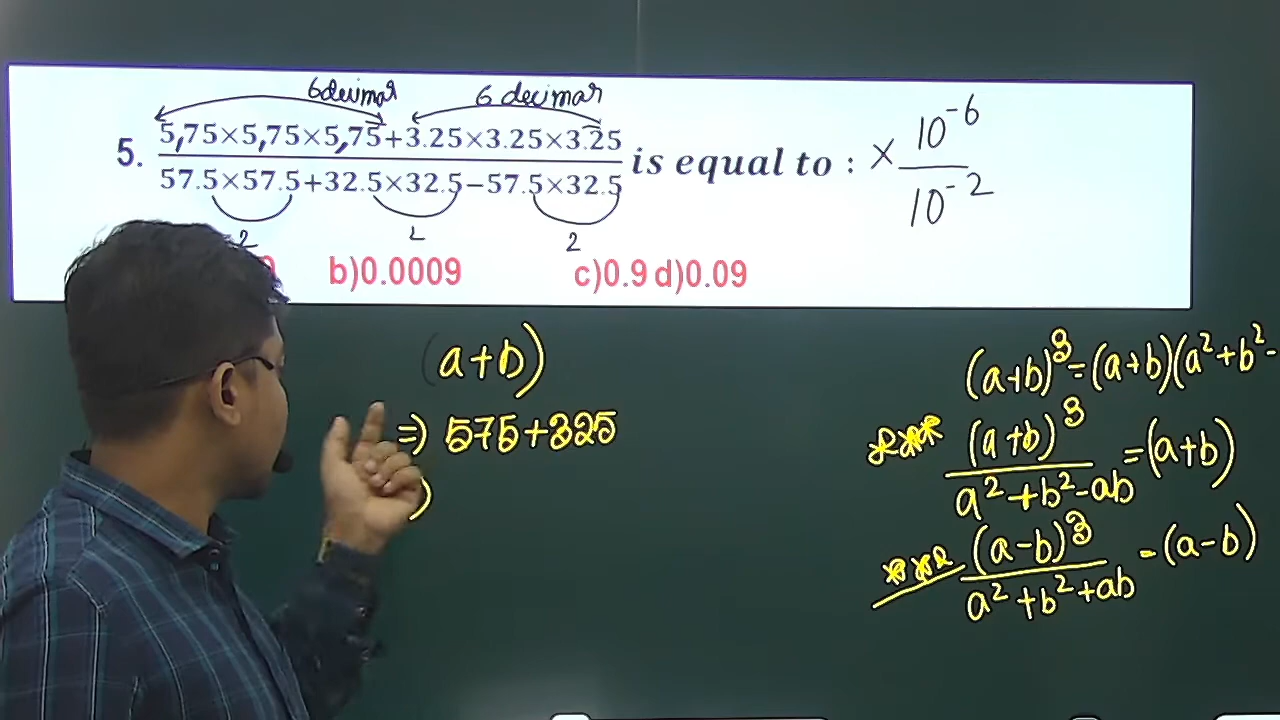 6 decimar 6 decimar
5. 5,75×5,75×5,75+3.25×3.25×3.25 / 57.5×57.5+32.5×32.5−57.5×32.5 is equal to : × 10⁻⁶ / 10⁻²
2 2 2
b)0.0009 c)0.9 d)0.09
(a+b)
⇒ 575+325
(a+b)³=(a+b)(a²+b²-
(a+b)³ / a²+b²-ab =(a+b)
(a-b)³ / a²+b²+ab -(a-b)